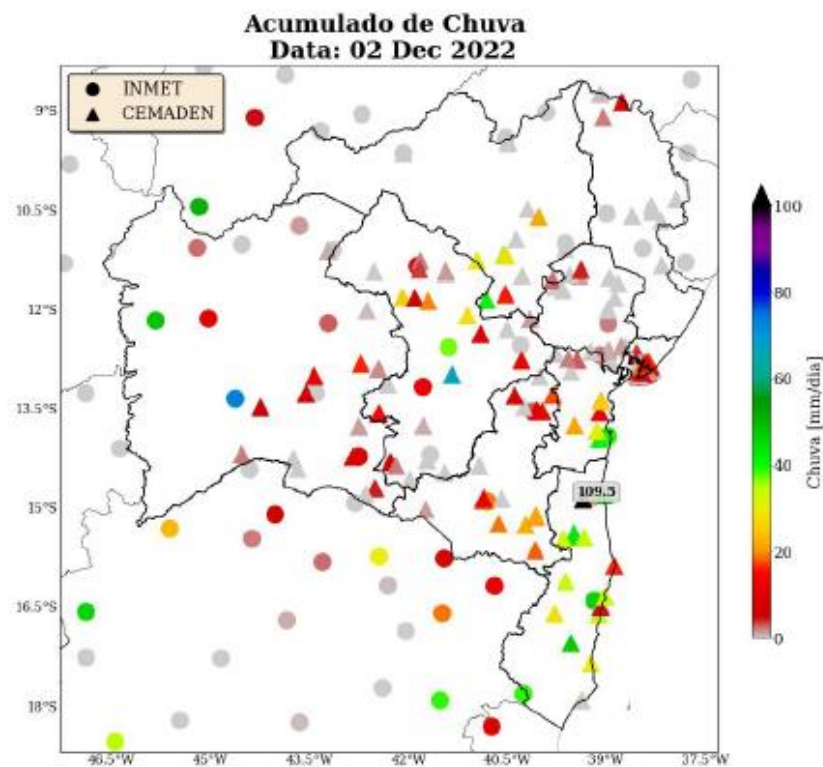 Acumulado de Chuva
Data: 02 Dec 2022
INMET
CEMADEN
9°S
10.5°S
12°S
13.5°S
15°S
16.5°S
18°S
109.5
46.5°W
45°W
43.5°W
42°W
40.5°W
39°W
37.5°W
100
80
60
40
20
0
Chuva [mm/dia]